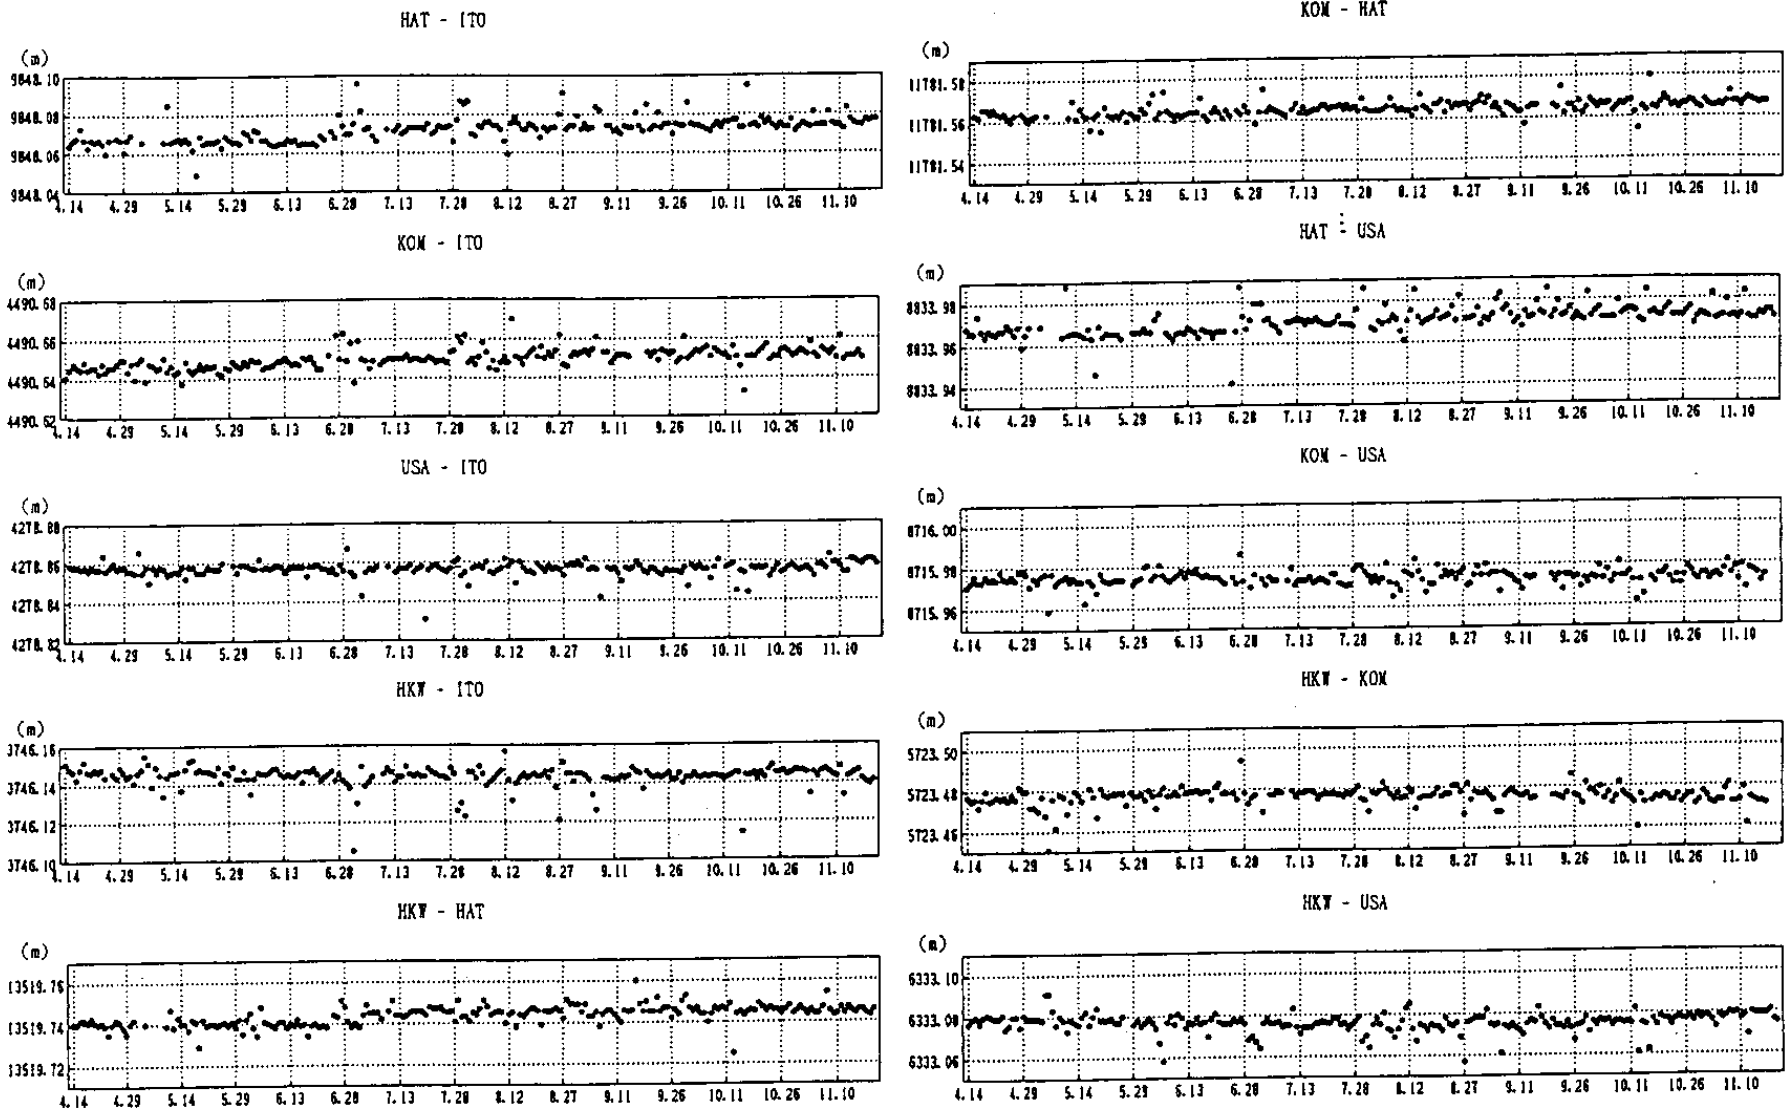 HAT - ITO
(m)
9848.10
9848.08
9848.06
9848.04
4.14 4.29 5.14 5.29 6.13 6.28 7.13 7.28 8.12 8.27 9.11 9.26 10.11 10.26 11.10
KOM - ITO
(m)
4490.68
4490.66
4490.64
4490.62
4.14 4.29 5.14 5.29 6.13 6.28 7.13 7.28 8.12 8.27 9.11 9.26 10.11 10.26 11.10
USA - ITO
(m)
4278.88
4278.86
4278.84
4278.82
4.14 4.29 5.14 5.29 6.13 6.28 7.13 7.28 8.12 8.27 9.11 9.26 10.11 10.26 11.10
HKW - ITO
(m)
3746.16
3746.14
3746.12
3746.10
4.14 4.29 5.14 5.29 6.13 6.28 7.13 7.28 8.12 8.27 9.11 9.26 10.11 10.26 11.10
HKW - HAT
(m)
13519.76
13519.74
13519.72
4.14 4.29 5.14 5.29 6.13 6.28 7.13 7.28 8.12 8.27 9.11 9.26 10.11 10.26 11.10
KOM - HAT
(m)
11781.58
11781.56
11781.54
4.14 4.29 5.14 5.29 6.13 6.28 7.13 7.28 8.12 8.27 9.11 9.26 10.11 10.26 11.10
HAT - USA
(m)
8833.98
8833.96
8833.94
4.14 4.29 5.14 5.29 6.13 6.28 7.13 7.28 8.12 8.27 9.11 9.26 10.11 10.26 11.10
KOM - USA
(m)
8716.00
8715.98
8715.96
4.14 4.29 5.14 5.29 6.13 6.28 7.13 7.28 8.12 8.27 9.11 9.26 10.11 10.26 11.10
HKW - KOM
(m)
5723.50
5723.48
5723.46
4.14 4.29 5.14 5.29 6.13 6.28 7.13 7.28 8.12 8.27 9.11 9.26 10.11 10.26 11.10
HKW - USA
(m)
6333.10
6333.08
6333.06
4.14 4.29 5.14 5.29 6.13 6.28 7.13 7.28 8.12 8.27 9.11 9.26 10.11 10.26 11.10